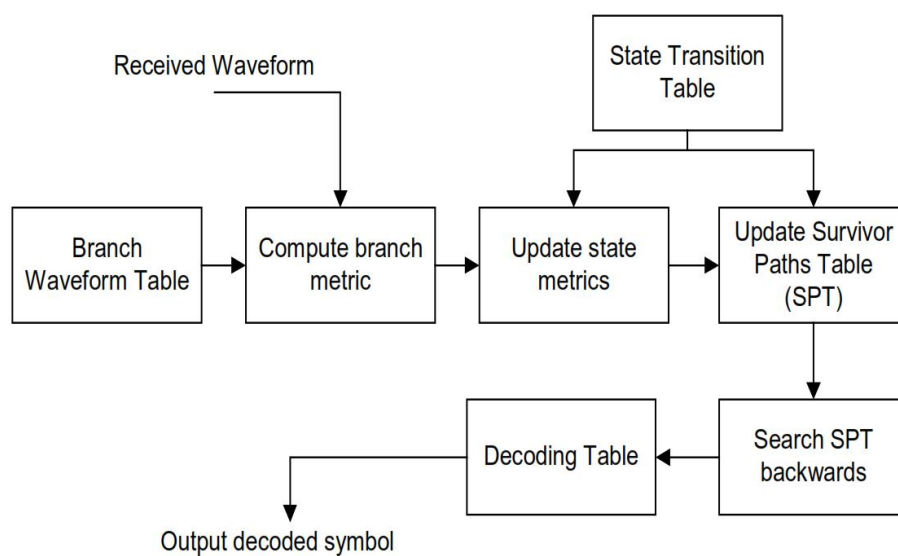 Received Waveform
State Transition
Table
Branch
Waveform Table
Compute branch
metric
Update state
metrics
Update Survivor
Paths Table
(SPT)
Decoding Table
Search SPT
backwards
Output decoded symbol